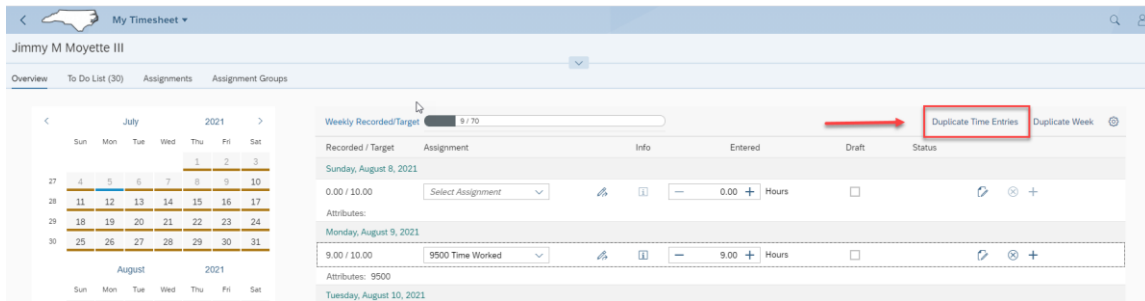 My Timesheet
Jimmy M Moyette III
Overview To Do List (30) Assignments Assignment Groups
July 2021
Sun Mon Tue Wed Thu Fri Sat
1 2 3
27 4 5 6 7 8 9 10
28 11 12 13 14 15 16 17
29 18 19 20 21 22 23 24
30 25 26 27 28 29 30 31
August 2021
Sun Mon Tue Wed Thu Fri Sat
Weekly Recorded/Target 9 / 70 Duplicate Time Entries Duplicate Week
Recorded / Target Assignment Info Entered Draft Status
Sunday, August 8, 2021
0.00 / 10.00 Select Assignment 0.00 Hours
Attributes:
Monday, August 9, 2021
9.00 / 10.00 9500 Time Worked 9.00 Hours
Attributes: 9500
Tuesday, August 10, 2021